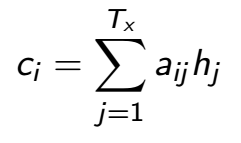 c_i = \sum_{j=1}^{T_x} a_{ij} h_j